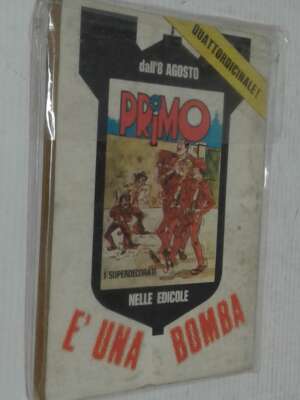 QUATTORDICINALE!
dall'8 AGOSTO
PRIMO
I SUPERDECORATI
NELLE EDICOLE
E' UNA BOMBA